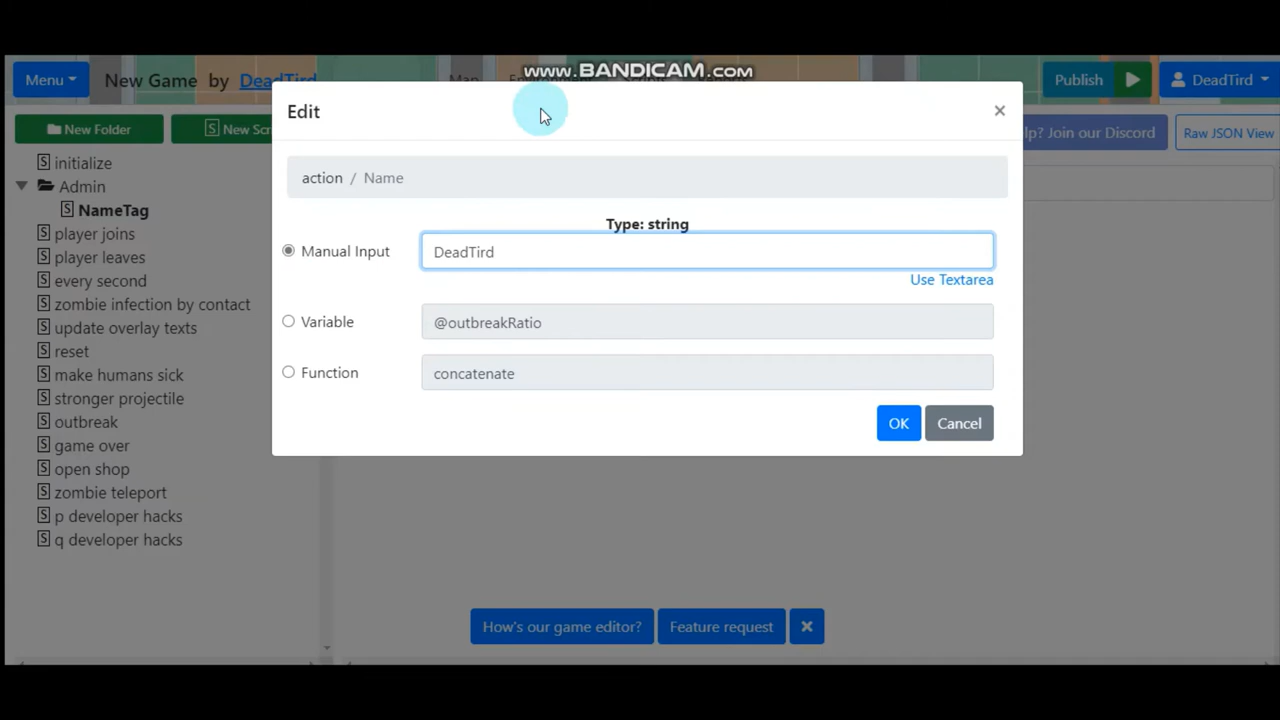 www.BANDICAM.com
Menu
New Game by DeadTird
Map
Publish
DeadTird
Edit
New Folder
New Scr
p? Join our Discord
Raw JSON View
initialize
Admin
NameTag
player joins
player leaves
every second
zombie infection by contact
update overlay texts
reset
make humans sick
stronger projectile
outbreak
game over
open shop
zombie teleport
p developer hacks
q developer hacks
action / Name
Type: string
Manual Input
DeadTird
Use Textarea
Variable
@outbreakRatio
Function
concatenate
OK
Cancel
How's our game editor?
Feature request